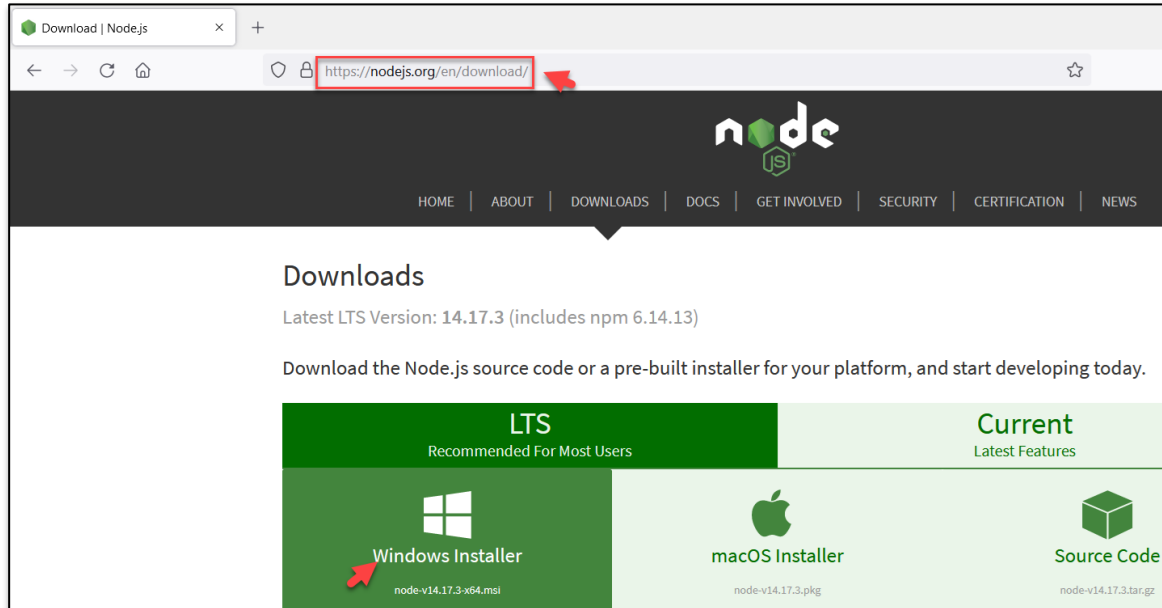 Download | Node.js
https://nodejs.org/en/download/
node
JS
HOME ABOUT DOWNLOADS DOCS GET INVOLVED SECURITY CERTIFICATION NEWS
Downloads
Latest LTS Version: 14.17.3 (includes npm 6.14.13)
Download the Node.js source code or a pre-built installer for your platform, and start developing today.
LTS
Recommended For Most Users
Current
Latest Features
Windows Installer
node-v14.17.3-x64.msi
macOS Installer
node-v14.17.3.pkg
Source Code
node-v14.17.3.tar.gz